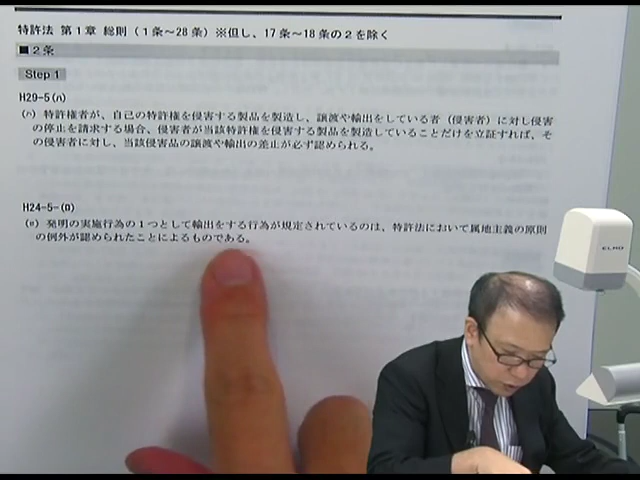 特許法 第1章 総則（1条～28条）※但し、17条～18条の2を除く
■2条
Step 1
H29-5(ハ)
(ハ) 特許権者が、自己の特許権を侵害する製品を製造し、譲渡や輸出をしている者（侵害者）に対し侵害
の停止を請求する場合、侵害者が当該特許権を侵害する製品を製造していることだけを立証すれば、そ
の侵害者に対し、当該侵害品の譲渡や輸出の差止が必ず認められる。
H24-5-(ロ)
(ロ) 発明の実施行為の1つとして輸出をする行為が規定されているのは、特許法において属地主義の原則
の例外が認められたことによるものである。
ELMO